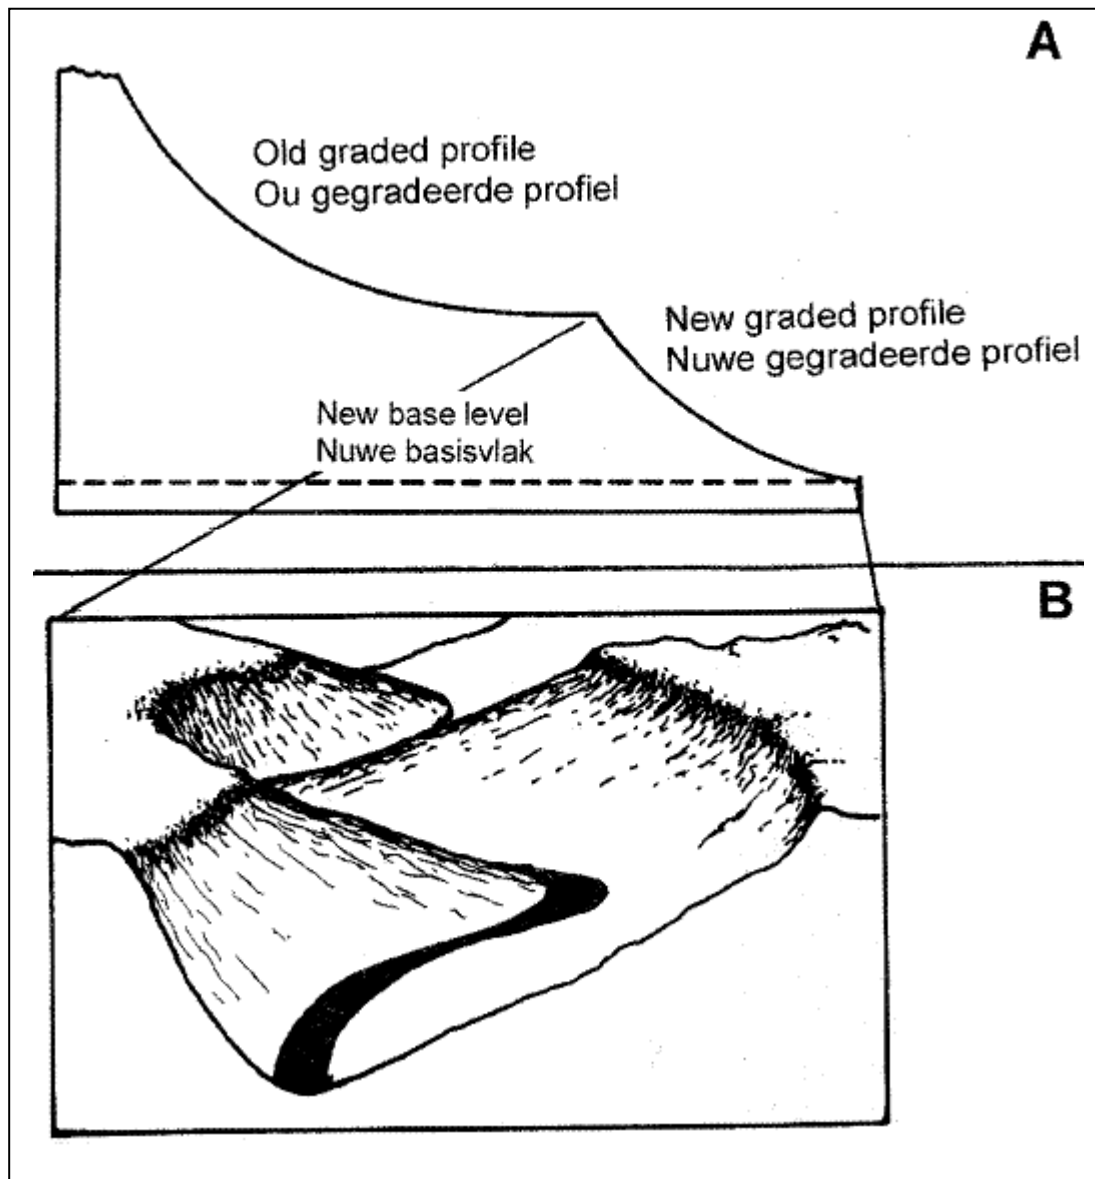 A
Old graded profile
Ou gegradeerde profiel
New graded profile
Nuwe gegradeerde profiel
New base level
Nuwe basisvlak
B